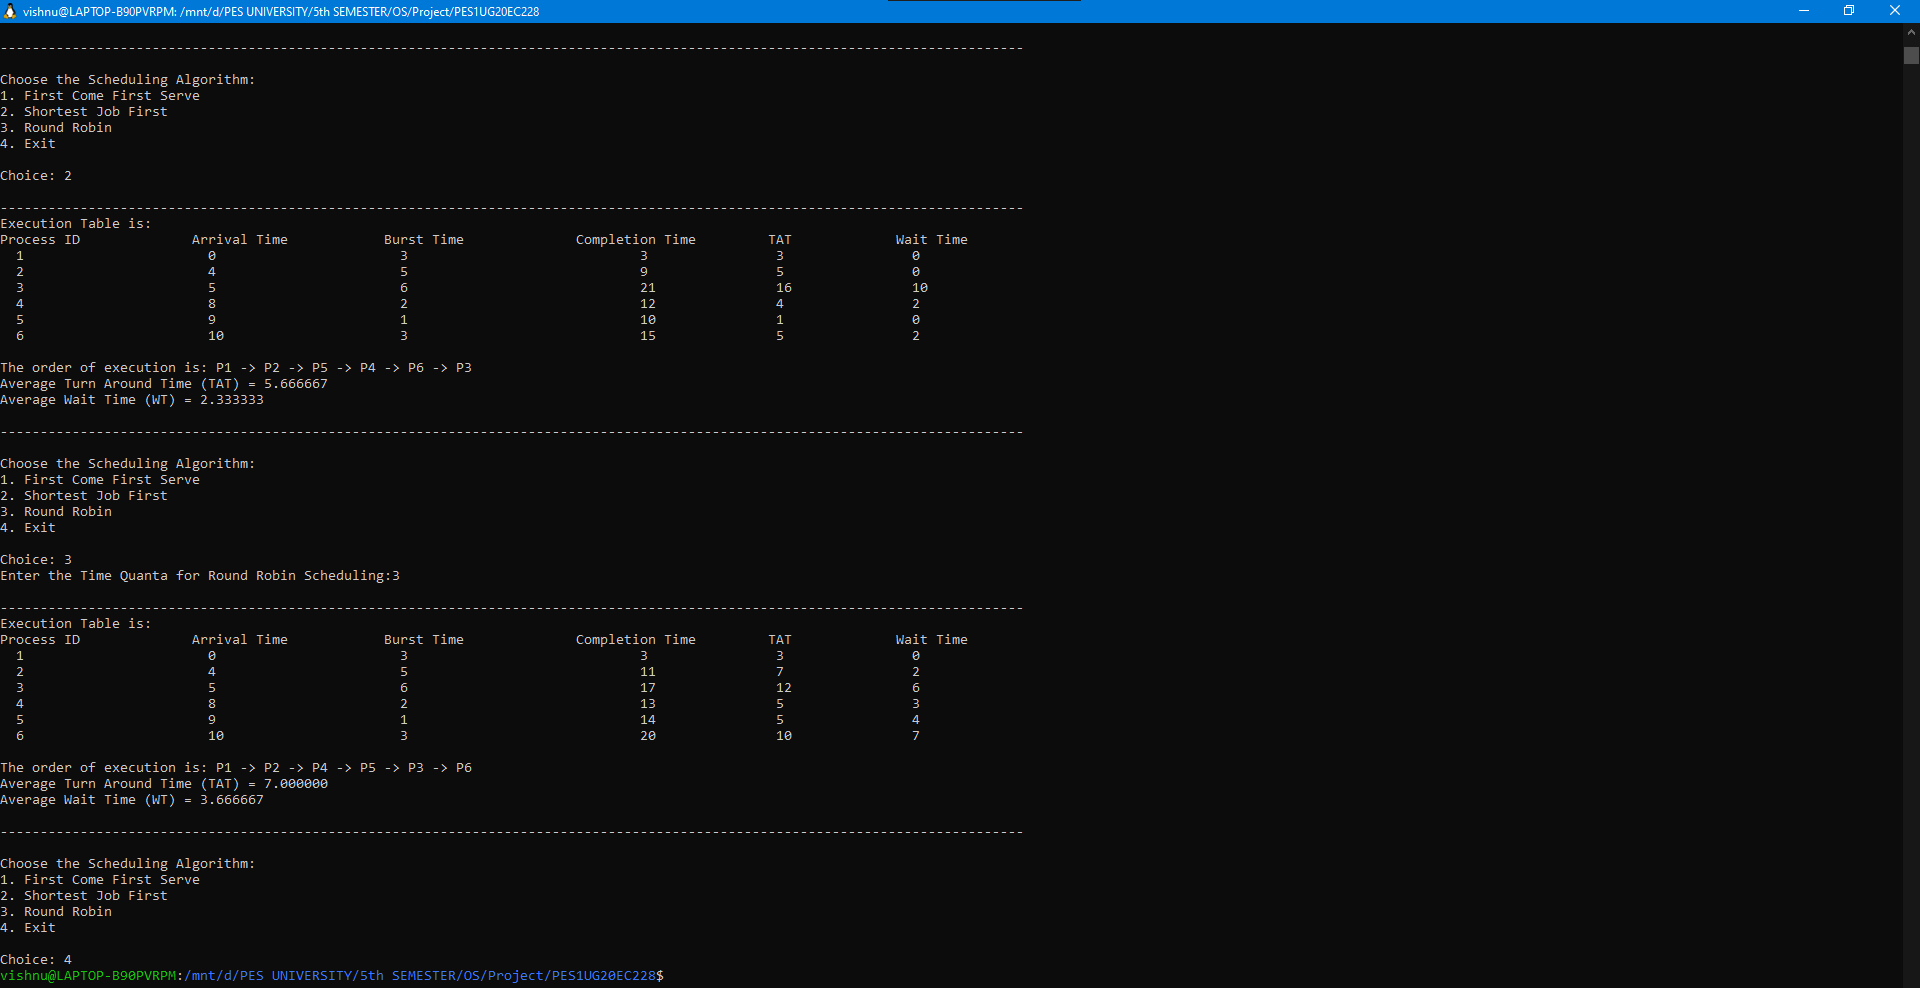 vishnu@LAPTOP-B90PVRPM: /mnt/d/PES UNIVERSITY/5th SEMESTER/OS/Project/PES1UG20EC228
--------------------------------------------------------------------------------------------------------------------------------
Choose the Scheduling Algorithm:
1. First Come First Serve
2. Shortest Job First
3. Round Robin
4. Exit
Choice: 2
--------------------------------------------------------------------------------------------------------------------------------
Execution Table is:
Process ID Arrival Time Burst Time Completion Time TAT Wait Time
1 0 3 3 3 0
2 4 5 9 5 0
3 5 6 21 16 10
4 8 2 12 4 2
5 9 1 10 1 0
6 10 3 15 5 2
The order of execution is: P1 -> P2 -> P5 -> P4 -> P6 -> P3
Average Turn Around Time (TAT) = 5.666667
Average Wait Time (WT) = 2.333333
--------------------------------------------------------------------------------------------------------------------------------
Choose the Scheduling Algorithm:
1. First Come First Serve
2. Shortest Job First
3. Round Robin
4. Exit
Choice: 3
Enter the Time Quanta for Round Robin Scheduling:3
--------------------------------------------------------------------------------------------------------------------------------
Execution Table is:
Process ID Arrival Time Burst Time Completion Time TAT Wait Time
1 0 3 3 3 0
2 4 5 11 7 2
3 5 6 17 12 6
4 8 2 13 5 3
5 9 1 14 5 4
6 10 3 20 10 7
The order of execution is: P1 -> P2 -> P4 -> P5 -> P3 -> P6
Average Turn Around Time (TAT) = 7.000000
Average Wait Time (WT) = 3.666667
--------------------------------------------------------------------------------------------------------------------------------
Choose the Scheduling Algorithm:
1. First Come First Serve
2. Shortest Job First
3. Round Robin
4. Exit
Choice: 4
vishnu@LAPTOP-B90PVRPM:/mnt/d/PES UNIVERSITY/5th SEMESTER/OS/Project/PES1UG20EC228$